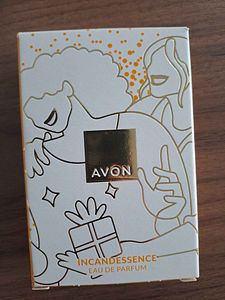 AVON
INCANDESSENCE
EAU DE PARFUM